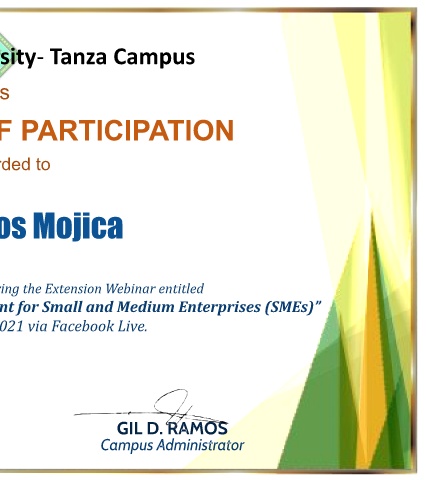 sity- Tanza Campus
s
F PARTICIPATION
rded to
os Mojica
ing the Extension Webinar entitled
nt for Small and Medium Enterprises (SMEs)”
021 via Facebook Live.
GIL D. RAMOS
Campus Administrator